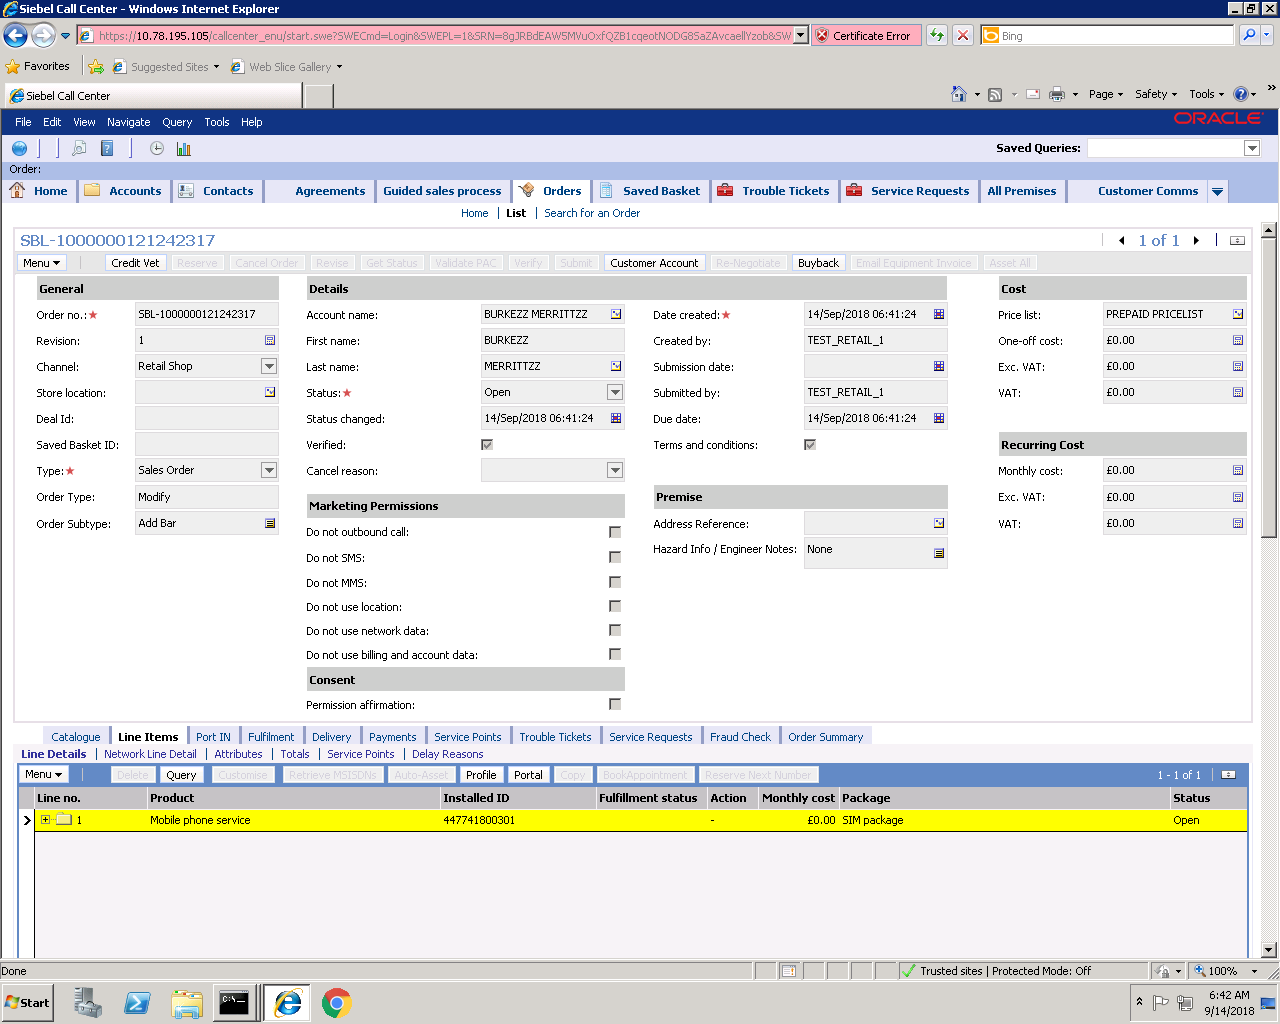 Siebel Call Center - Windows Internet Explorer
https://10.78.195.105/callcenter_enu/start.swe?SWECmd=Login&SWEPL=1&SRN= Certificate Error Bing
Favorites Suggested Sites Web Slice Gallery
Siebel Call Center Page Safety Tools
File Edit View Navigate Query Tools Help ORACLE
Saved Queries:
Order:
Home Accounts Contacts Agreements Guided sales process Orders Saved Basket Trouble Tickets Service Requests All Premises Customer Comms
Home List Search for an Order
SBL-1000000121242317 1 of 1
Menu Credit Vet Reserve Cancel Order Revise Get Status Validate PAC Verify Submit Customer Account Re-Negotiate Buyback Email Equipment Invoice Asset All
General Details Cost
Order no.: SBL-1000000121242317 Account name: BURKEZZ MERRITTZZ Date created: 14/Sep/2018 06:41:24 Price list: PREPAID PRICELIST
Revision: 1 First name: BURKEZZ Created by: TEST_RETAIL_1 One-off cost: £0.00
Channel: Retail Shop Last name: MERRITTZZ Submission date: Exc. VAT: £0.00
Store location: Status: Open Submitted by: TEST_RETAIL_1 VAT: £0.00
Deal Id: Status changed: 14/Sep/2018 06:41:24 Due date: 14/Sep/2018 06:41:24
Saved Basket ID: Verified: Terms and conditions: Recurring Cost
Type: Sales Order Cancel reason: Monthly cost: £0.00
Order Type: Modify Marketing Permissions Premise Exc. VAT: £0.00
Order Subtype: Add Bar Do not outbound call: Address Reference: VAT: £0.00
Do not SMS: Hazard Info / Engineer Notes: None
Do not MMS:
Do not use location:
Do not use network data:
Do not use billing and account data:
Consent
Permission affirmation:
Catalogue Line Items Port IN Fulfilment Delivery Payments Service Points Trouble Tickets Service Requests Fraud Check Order Summary
Line Details Network Line Detail Attributes Totals Service Points Delay Reasons
Menu Delete Query Customise Retrieve MSISDNs Auto-Asset Profile Portal Copy BookAppointment Reserve Next Number 1 - 1 of 1
Line no. Product Installed ID Fulfillment status Action Monthly cost Package Status
1 Mobile phone service 447741800301 - £0.00 SIM package Open
Done Trusted sites | Protected Mode: Off 100%
Start 6:42 AM
9/14/2018